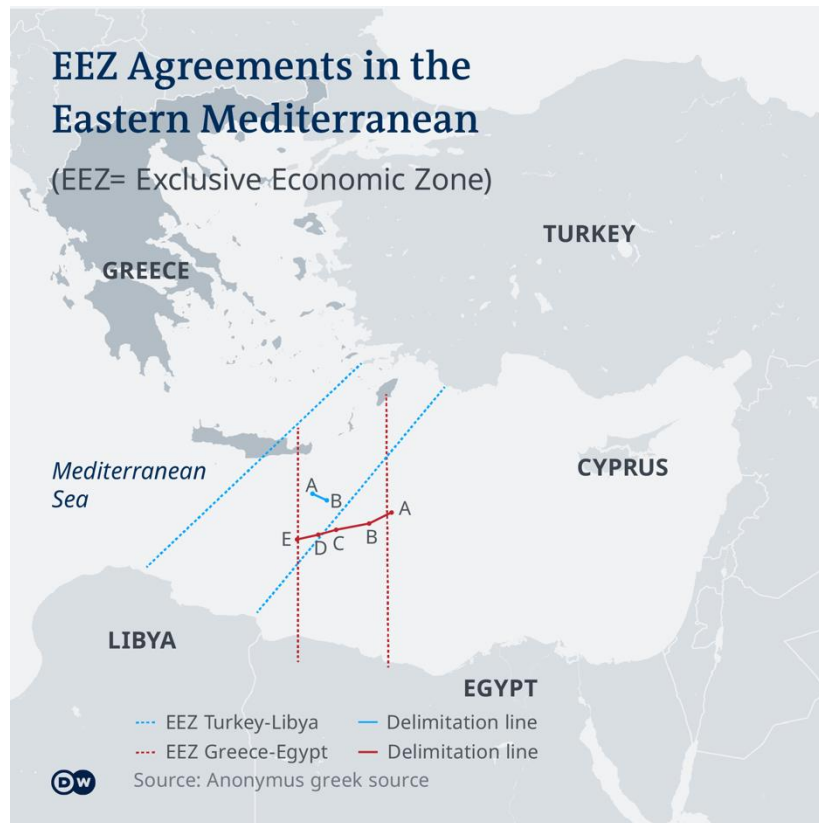 EEZ Agreements in the
Eastern Mediterranean
(EEZ= Exclusive Economic Zone)
TURKEY
GREECE
Mediterranean
Sea
CYPRUS
A
B
A
B
C
D
E
LIBYA
EGYPT
EEZ Turkey-Libya
Delimitation line
EEZ Greece-Egypt
Delimitation line
DW
Source: Anonymus greek source